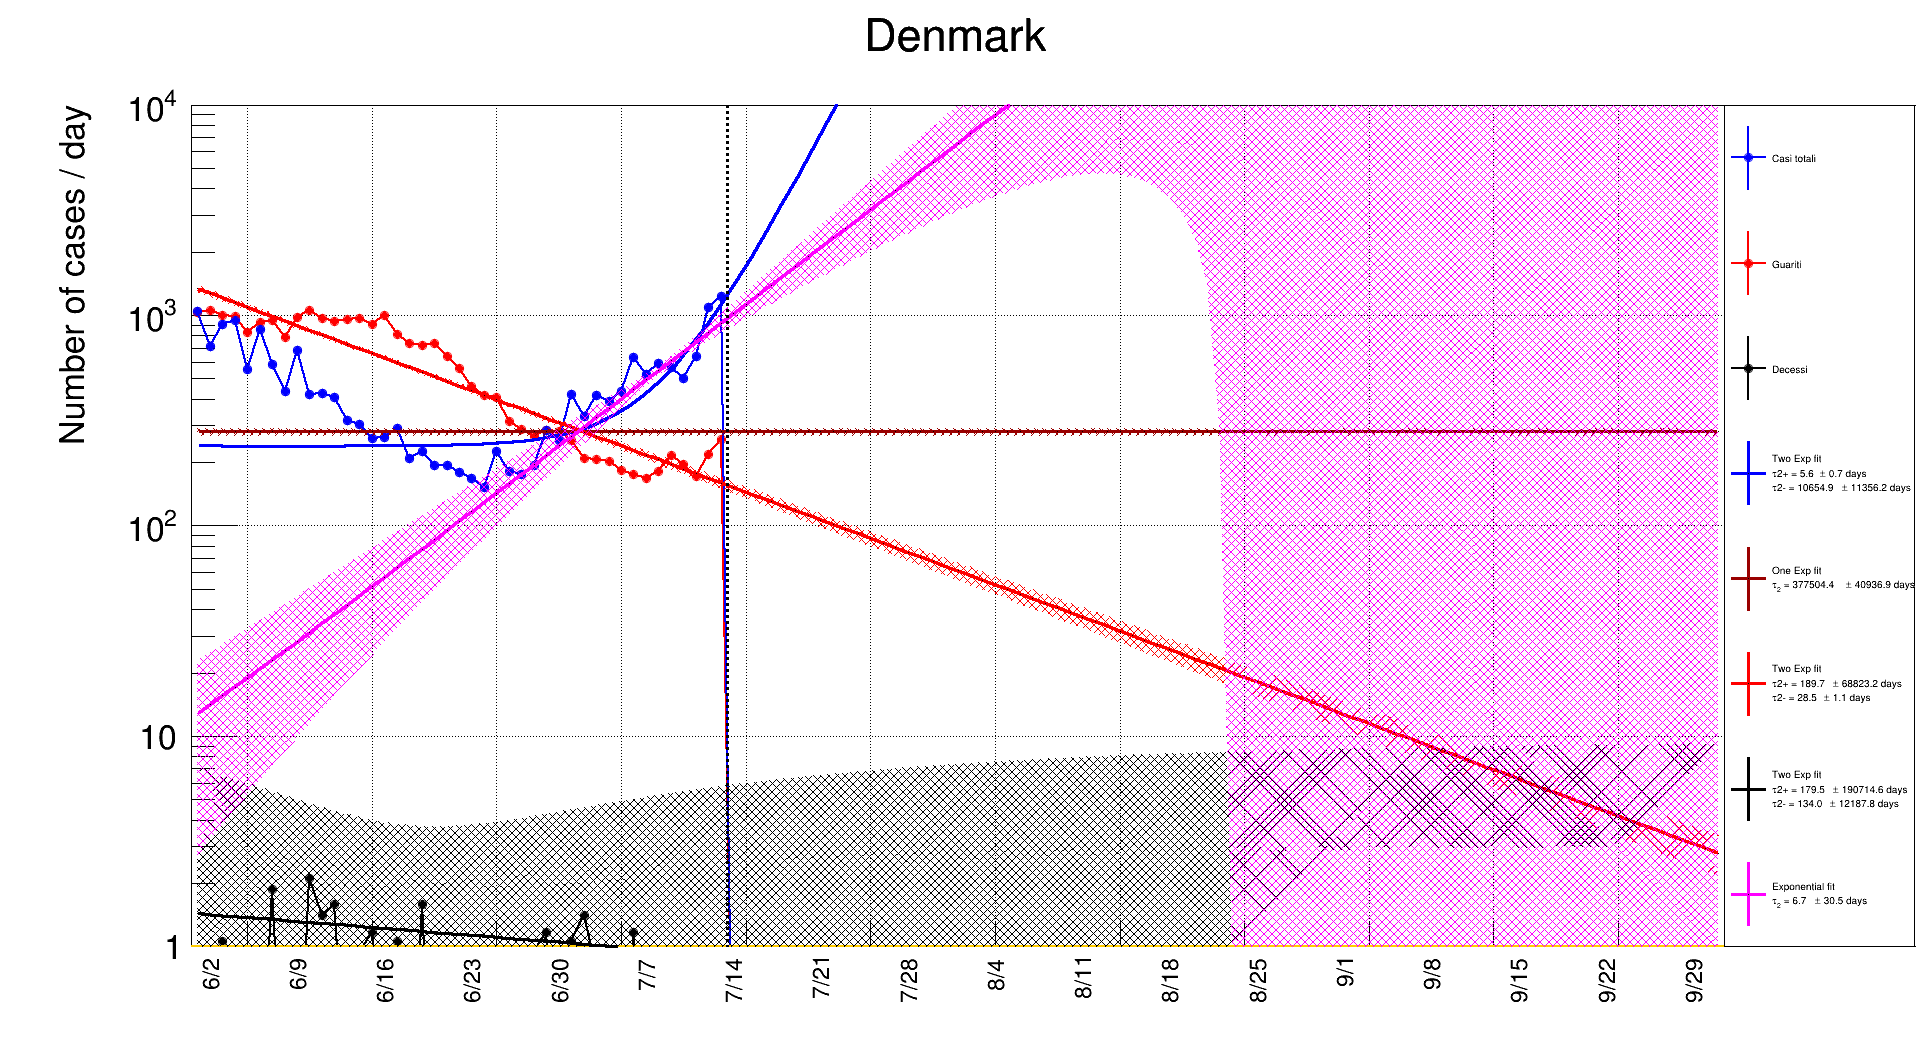 Denmark
Number of cases / day
10^4
10^3
10^2
10
1
6/2
6/9
6/16
6/23
6/30
7/7
7/14
7/21
7/28
8/4
8/11
8/18
8/25
9/1
9/8
9/15
9/22
9/29
Casi totali
Guariti
Decessi
Two Exp fit
τ2+ = 5.6 ± 0.7 days
τ2- = 10654.9 ± 11356.2 days
One Exp fit
τ₂ = 377504.4 ± 40936.9 days
Two Exp fit
τ2+ = 189.7 ± 68823.2 days
τ2- = 28.5 ± 1.1 days
Two Exp fit
τ2+ = 179.5 ± 190714.6 days
τ2- = 134.0 ± 12187.8 days
Exponential fit
τ₂ = 6.7 ± 30.5 days